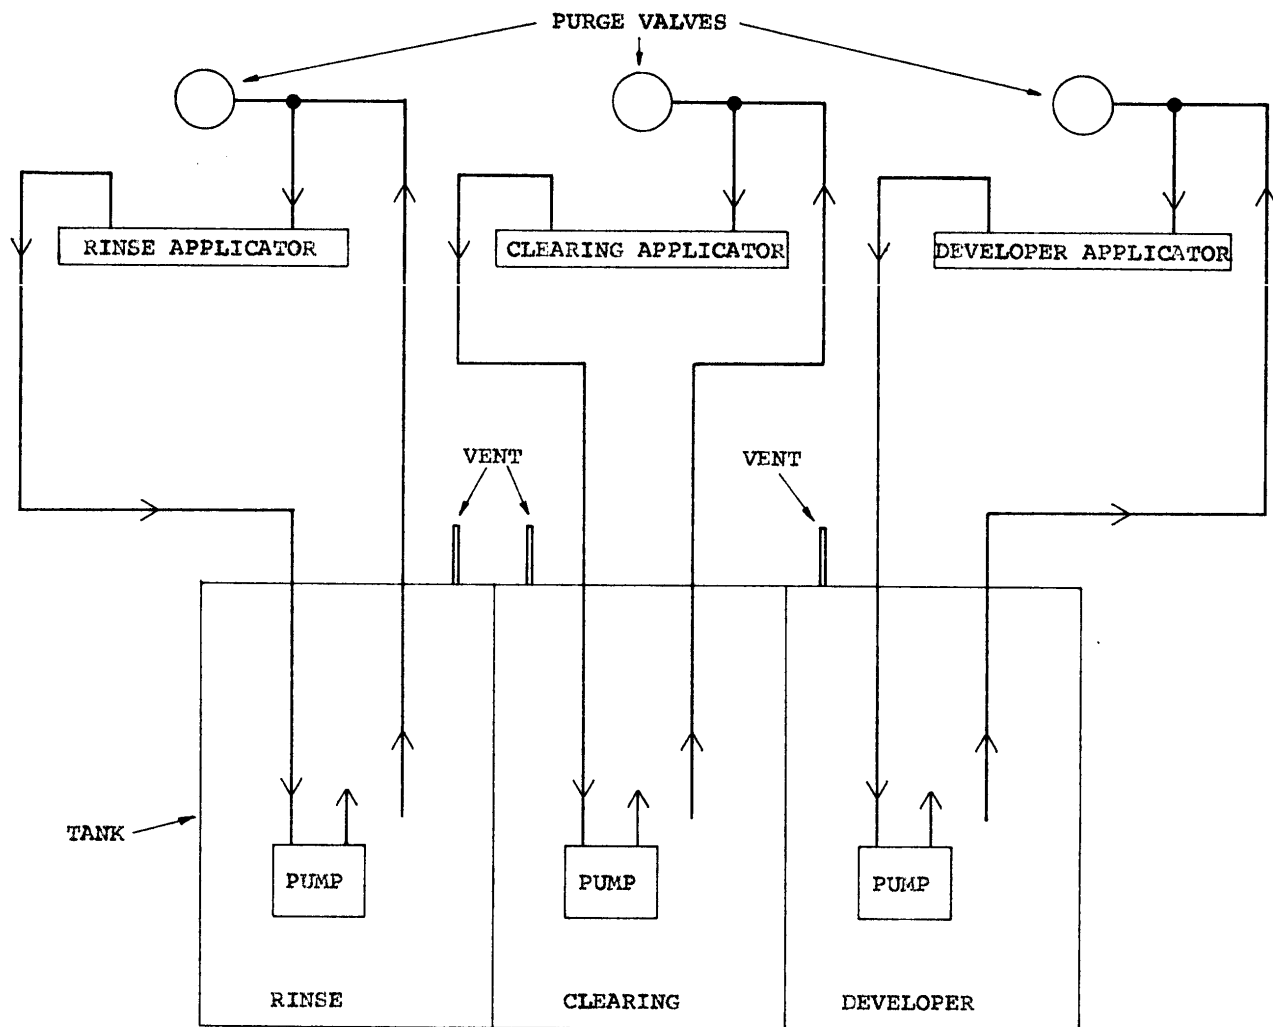 PURGE VALVES
RINSE APPLICATOR
CLEARING APPLICATOR
DEVELOPER APPLICATOR
VENT
VENT
TANK
PUMP
PUMP
PUMP
RINSE
CLEARING
DEVELOPER